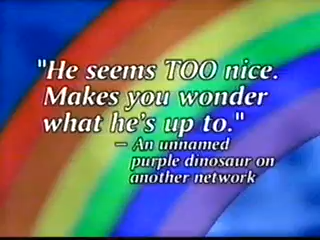 "He seems TOO nice.
Makes you wonder
what he's up to."
– An unnamed
purple dinosaur on
another network